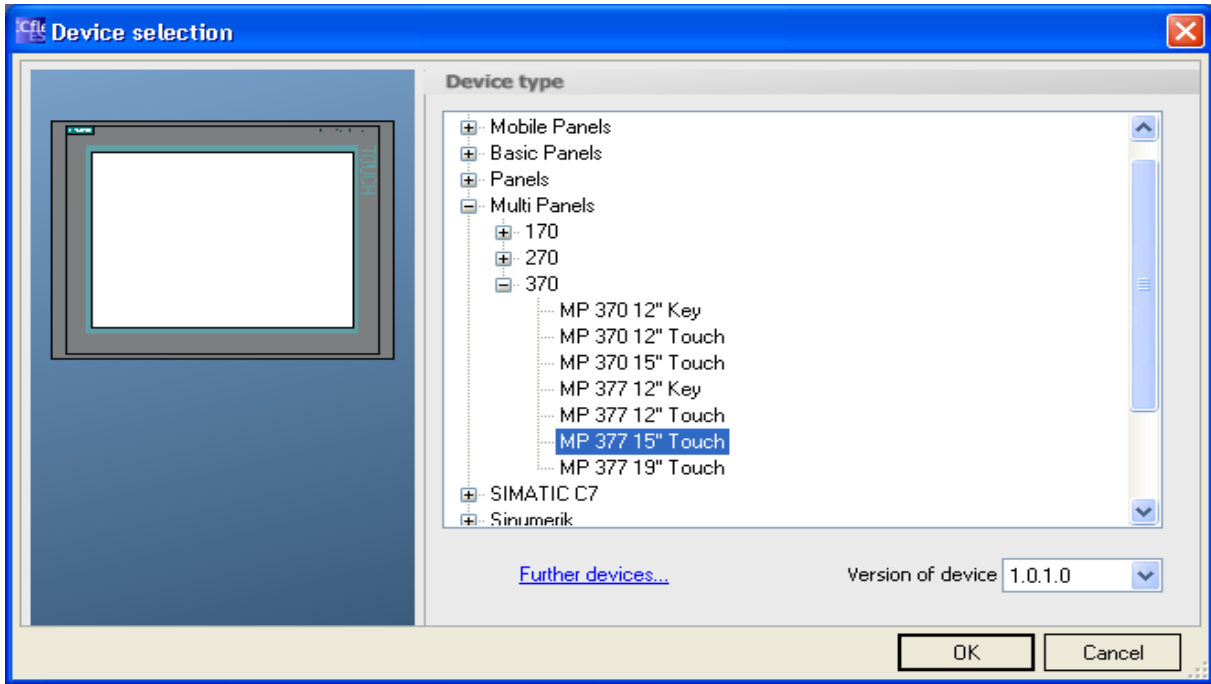 Device selection
Device type
TOUCH
Mobile Panels
Basic Panels
Panels
Multi Panels
170
270
370
MP 370 12" Key
MP 370 12" Touch
MP 370 15" Touch
MP 377 12" Key
MP 377 12" Touch
MP 377 15" Touch
MP 377 19" Touch
SIMATIC C7
Sinumerik
Further devices...
Version of device 1.0.1.0
OK Cancel